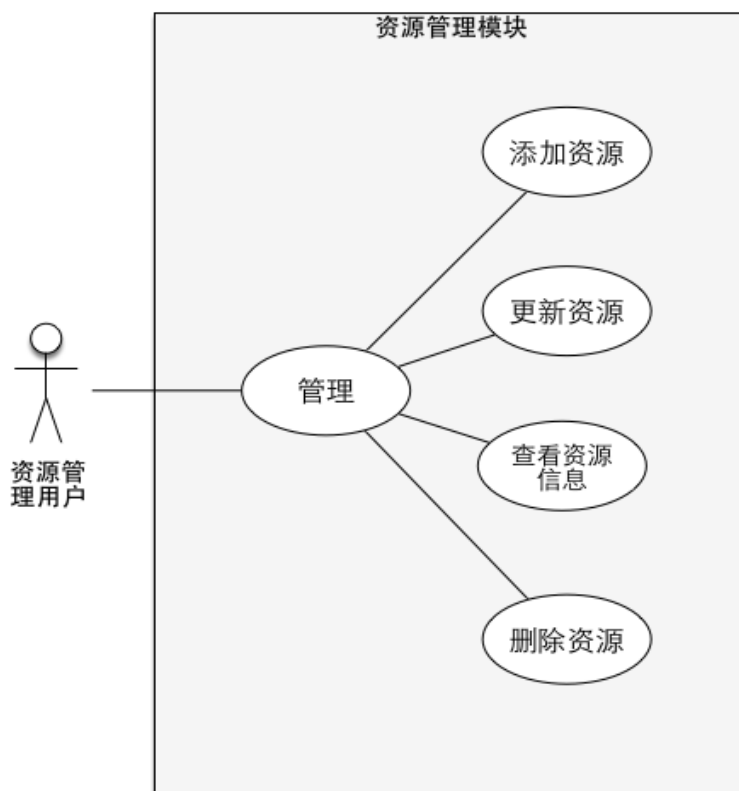 资源管理模块
添加资源
更新资源
管理
查看资源
信息
资源管
理用户
删除资源